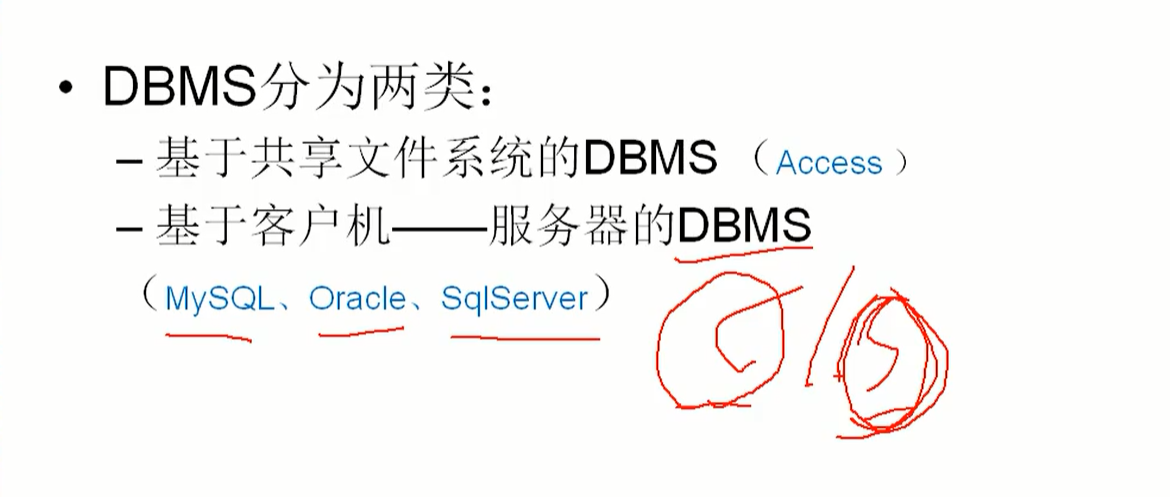 • DBMS分为两类：
– 基于共享文件系统的DBMS （Access ）
– 基于客户机——服务器的DBMS
（MySQL、Oracle、SqlServer）
C/S